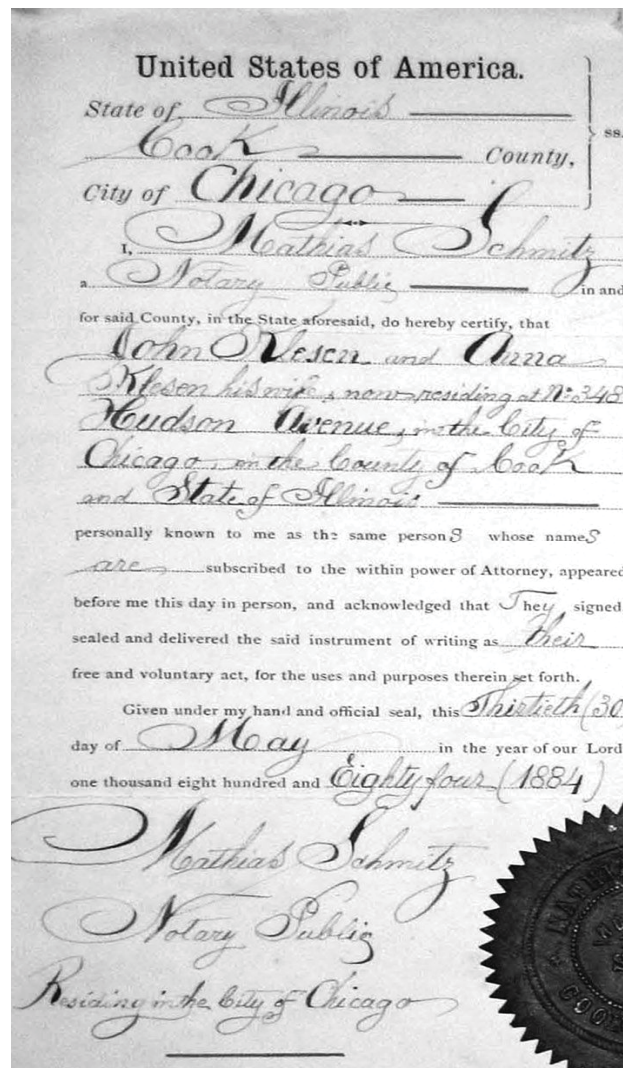 United States of America.
State of Illinois
ss.
Cook County,
City of Chicago
I, Mathias Schmitz
a Notary Public in and
for said County, in the State aforesaid, do hereby certify, that
John Klesen and Anna
Klesen his wife, now residing at No 348
Hudson Avenue, in the City of
Chicago, in the County of Cook
and State of Illinois
personally known to me as the same persons whose names
are subscribed to the within power of Attorney, appeared
before me this day in person, and acknowledged that They signed
sealed and delivered the said instrument of writing as their
free and voluntary act, for the uses and purposes therein set forth.
Given under my hand and official seal, this Thirtieth (30
day of May in the year of our Lord
one thousand eight hundred and Eighty four (1884)
Mathias Schmitz
Notary Public
Residing in the City of Chicago